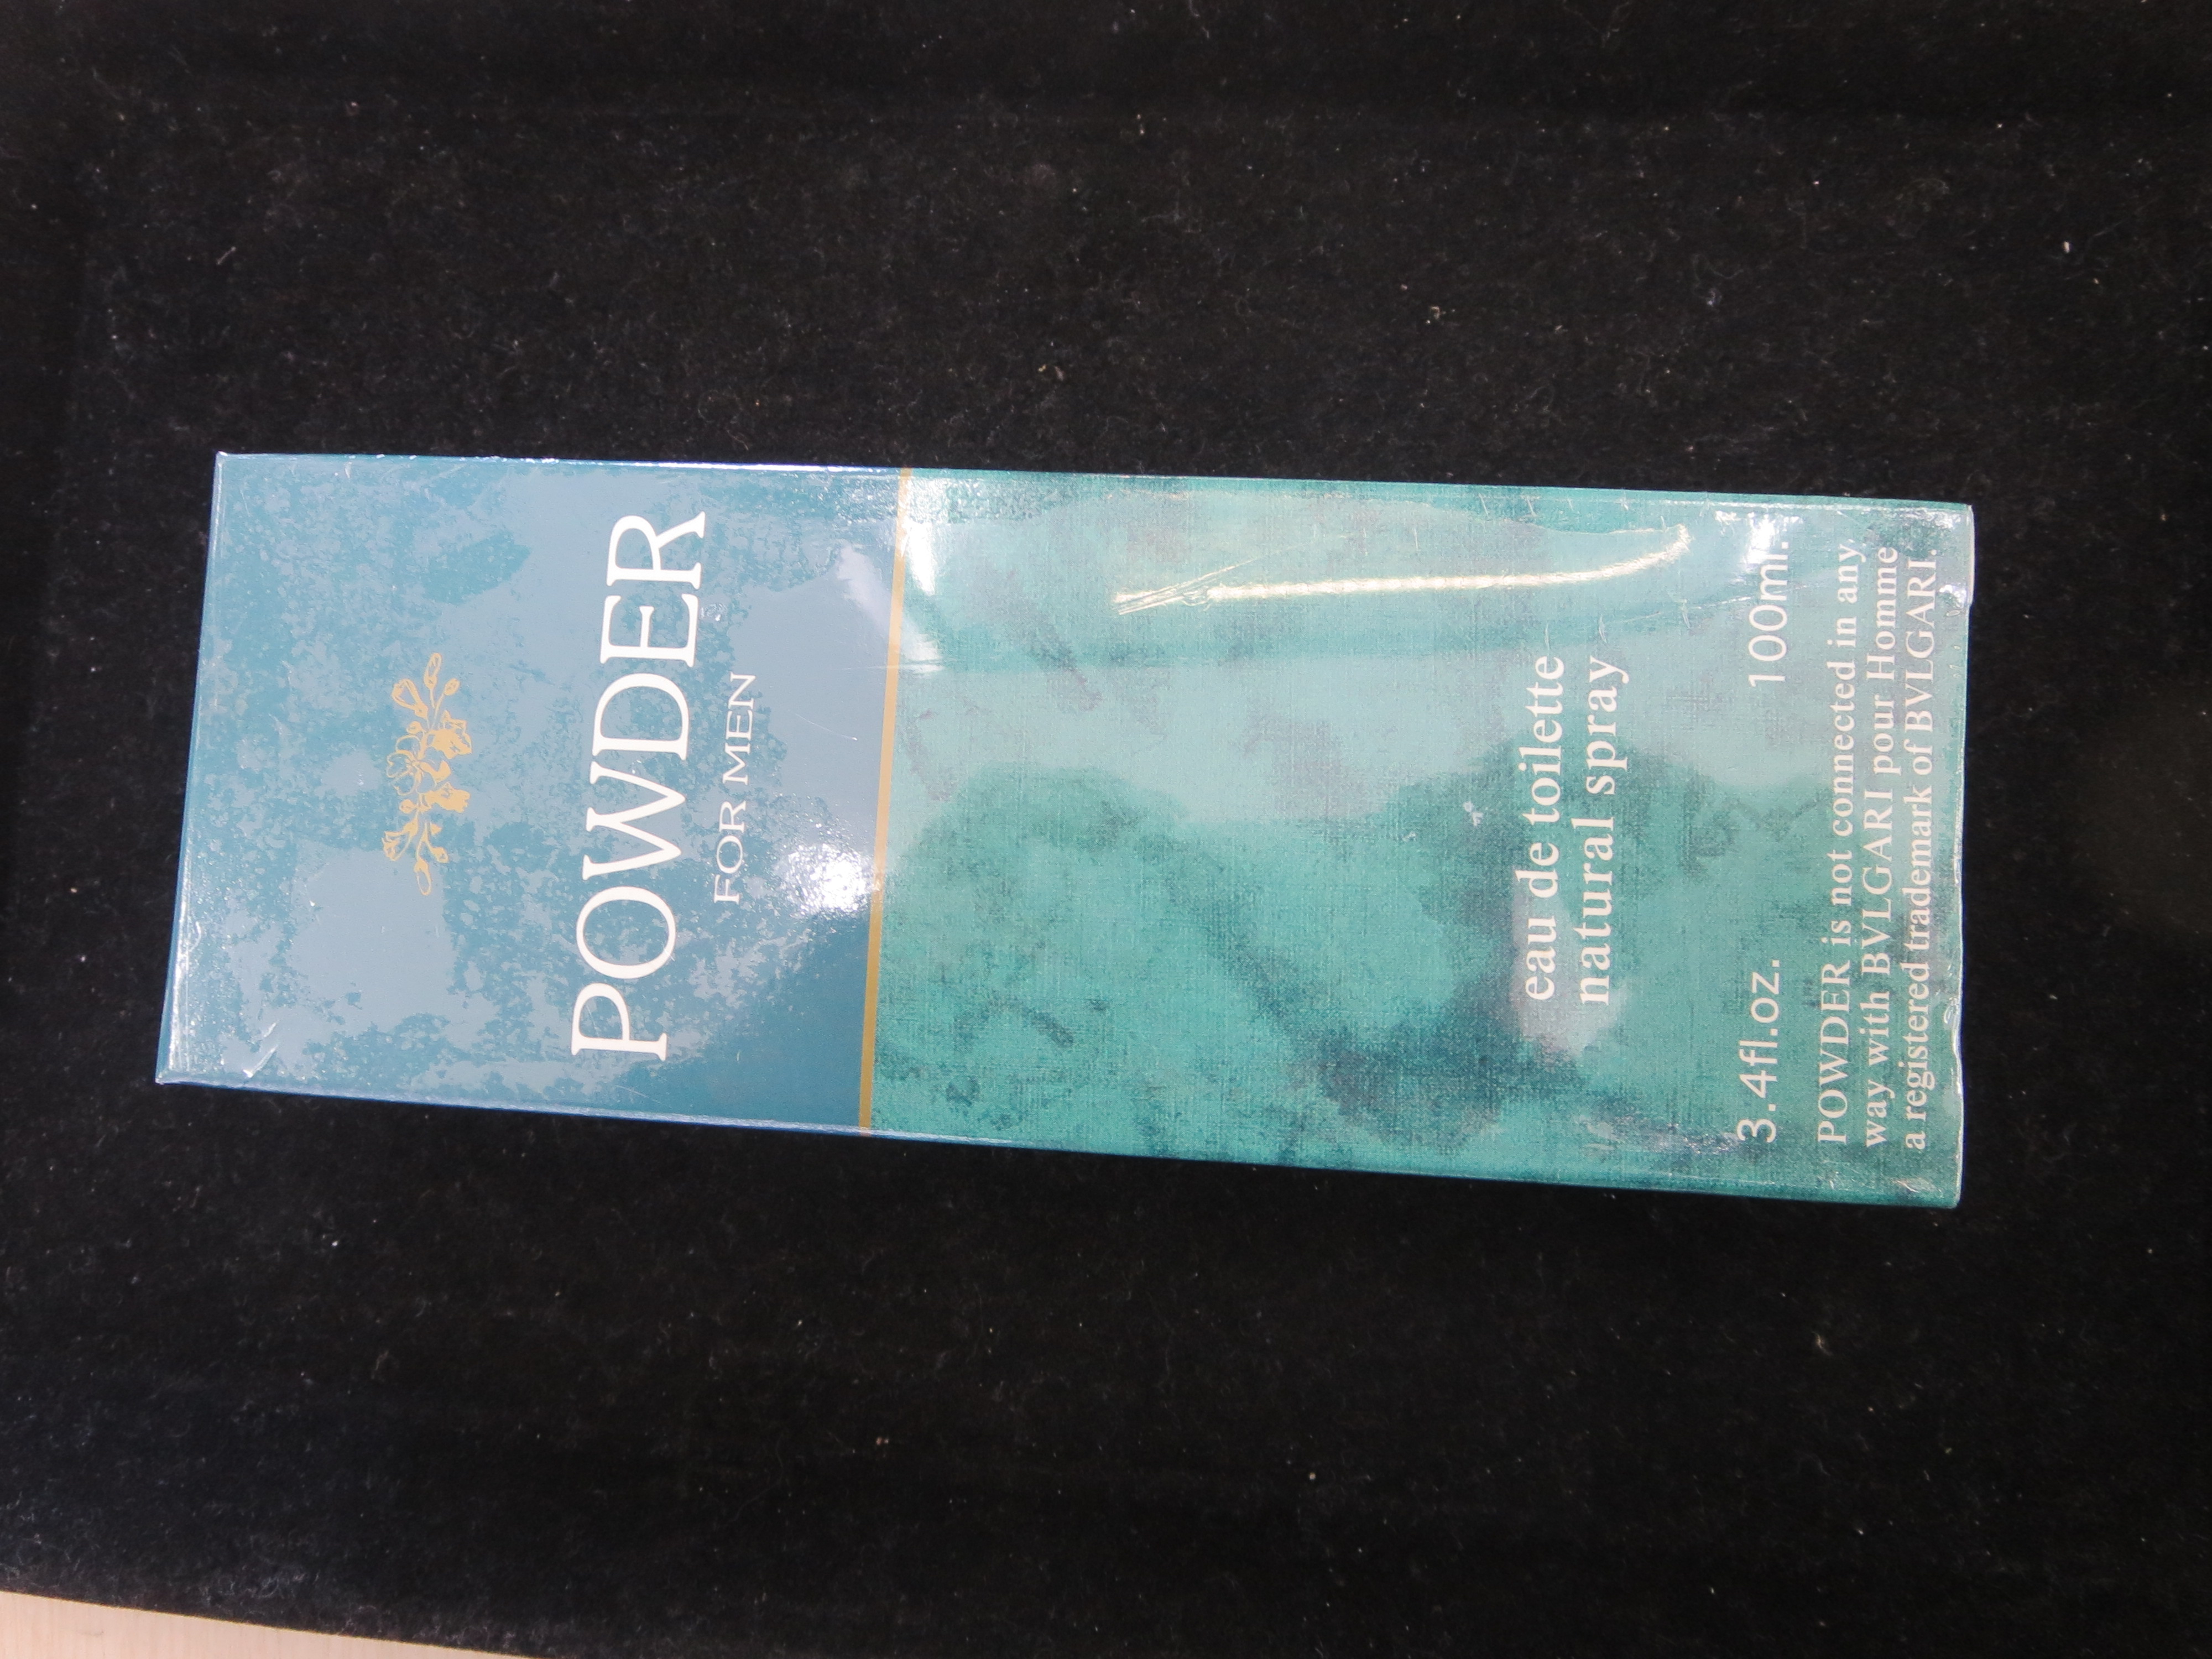 POWDER
FOR MEN
eau de toilette
natural spray
3.4fl.oz. 100ml.
POWDER is not connected in any
way with BVLGARI pour Homme
a registered trademark of BVLGARI.